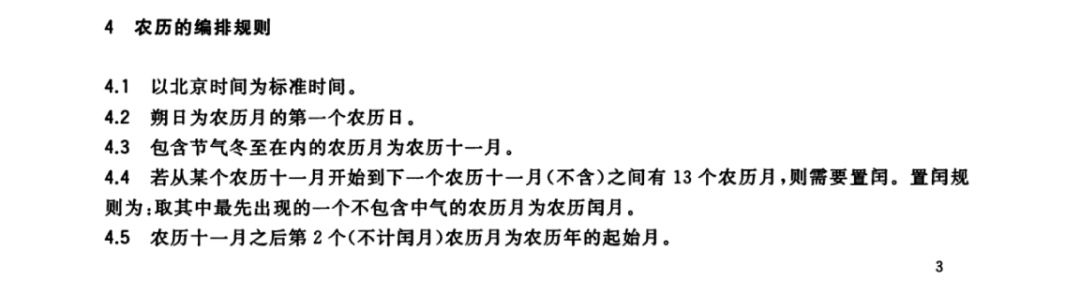 4 农历的编排规则
4.1 以北京时间为标准时间。
4.2 朔日为农历月的第一个农历日。
4.3 包含节气冬至在内的农历月为农历十一月。
4.4 若从某个农历十一月开始到下一个农历十一月(不含)之间有 13 个农历月,则需要置闰。置闰规
则为:取其中最先出现的一个不包含中气的农历月为农历闰月。
4.5 农历十一月之后第 2 个(不计闰月)农历月为农历年的起始月。
3